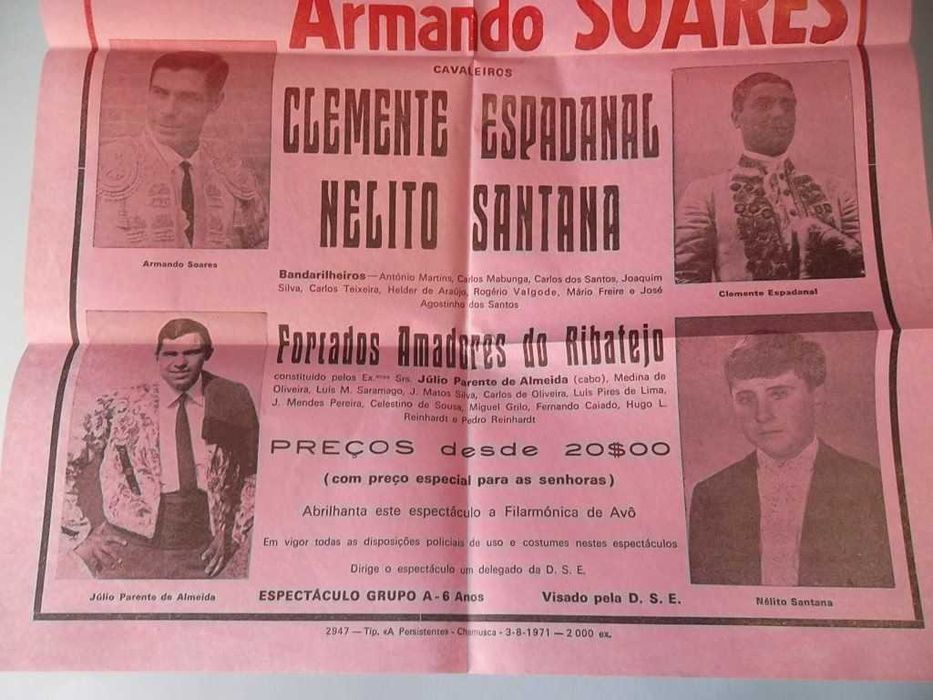 Armando SOARES
CAVALEIROS
CLEMENTE ESPADANAL
NELITO SANTANA
Armando Soares
Clemente Espadanal
Bandarilheiros — António Martins, Carlos Mabunga, Carlos dos Santos, Joaquim
Silva, Carlos Teixeira, Helder de Araújo, Rogério Valgode, Mário Freire e José
Agostinho dos Santos
Forcados Amadores do Ribatejo
constituído pelos Ex.mos Srs. Júlio Parente de Almeida (cabo), Medina de
Oliveira, Luís M. Saramago, J. Matos Silva, Carlos de Oliveira, Luís Pires de Lima,
J. Mendes Pereira, Celestino de Sousa, Miguel Grilo, Fernando Caiado, Hugo L.
Reinhardt e Pedro Reinhardt
PREÇOS desde 20$00
(com preço especial para as senhoras)
Abrilhanta este espectáculo a Filarmónica de Avô
Em vigor todas as disposições policiais de uso e costumes nestes espectáculos
Dirige o espectáculo um delegado da D. S. E.
ESPECTÁCULO GRUPO A - 6 Anos Visado pela D. S. E.
Júlio Parente de Almeida
Nélito Santana
2947 — Tip. «A Persistente» - Chamusca - 3-8-1971 — 2 000 ex.